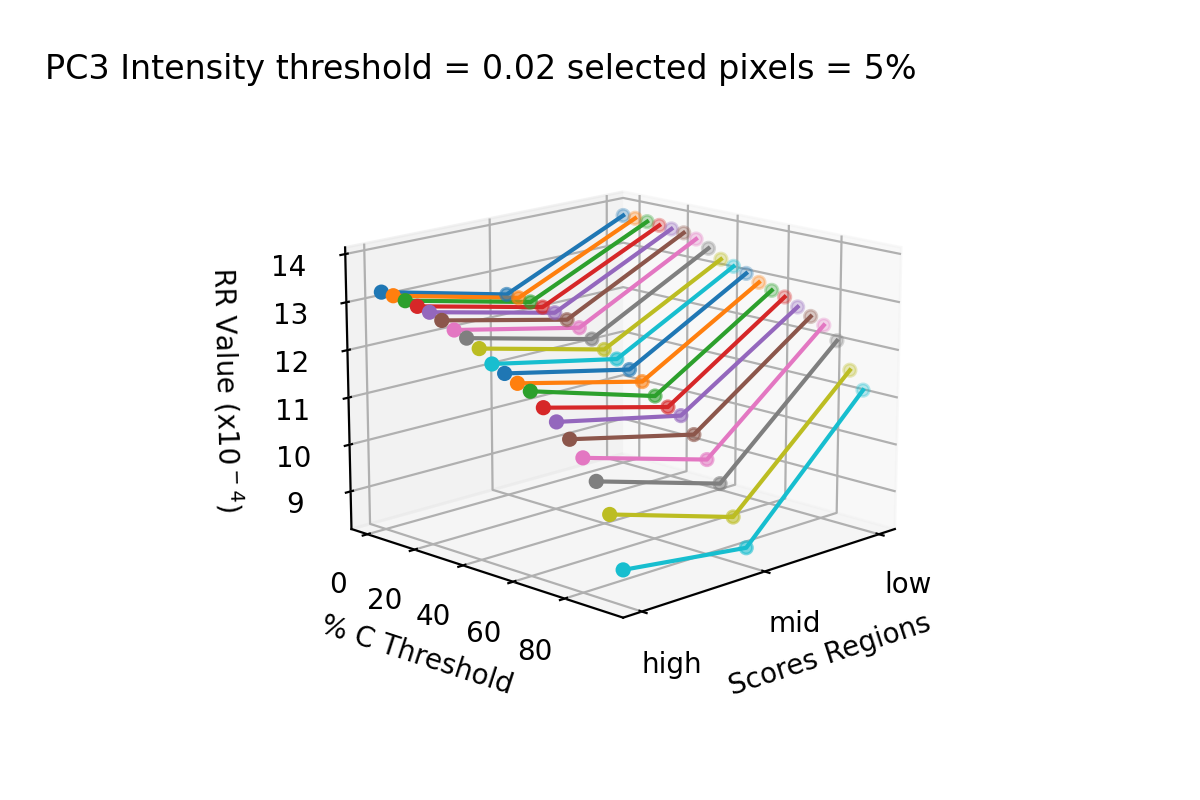 PC3 Intensity threshold = 0.02 selected pixels = 5%
14
13
12
11
10
9
RR Value (x10⁻⁴)
0
20
40
60
80
% C Threshold
high
mid
low
Scores Regions